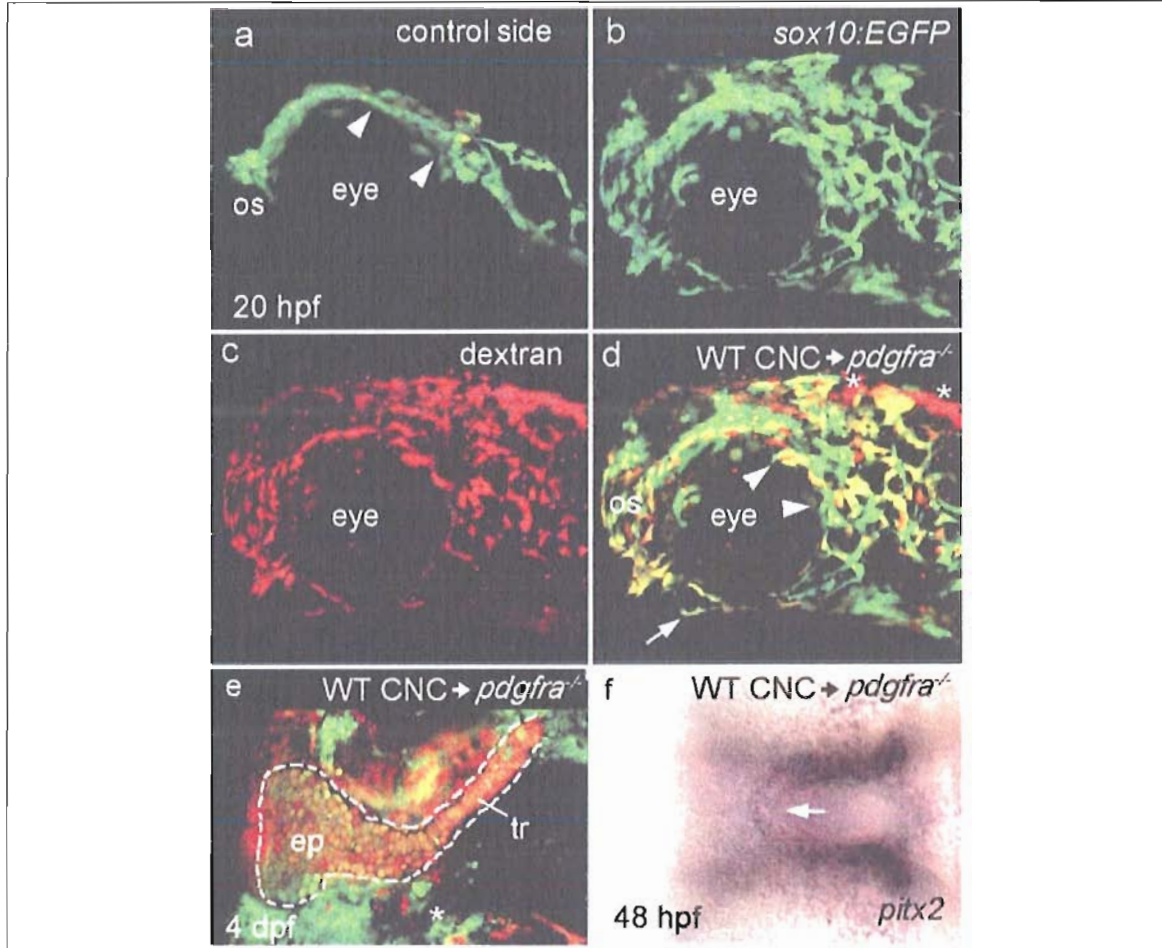 a control side
eye
os
20 hpf
b sox10:EGFP
eye
c dextran
eye
d WT CNC → pdgfra-/-
* *
os
eye
e WT CNC → pdgfra-/-
ep
tr
*
4 dpf
f WT CNC → pdgfra-/-
48 hpf
pitx2